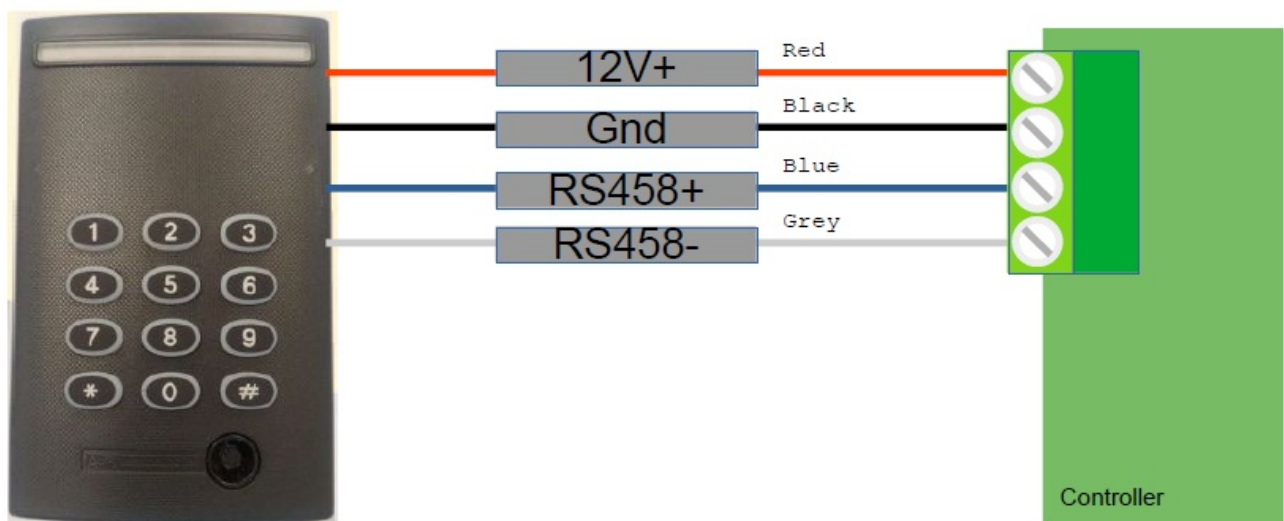 12V+
Red
Gnd
Black
RS458+
Blue
RS458-
Grey
1 2 3
4 5 6
7 8 9
* 0 #
Controller